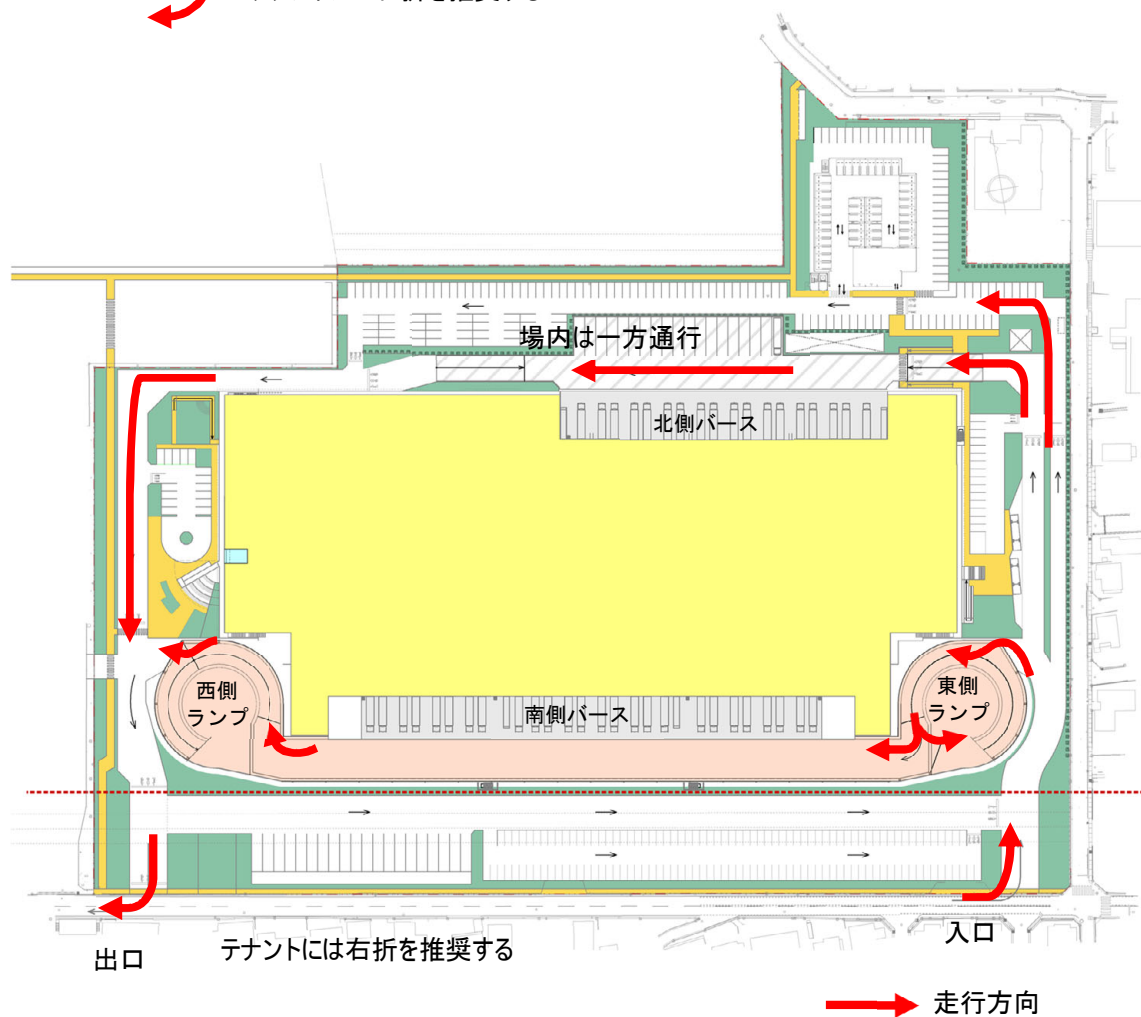 場内は一方通行
北側バース
西側
ランプ
東側
ランプ
南側バース
出口
テナントには右折を推奨する
入口
走行方向